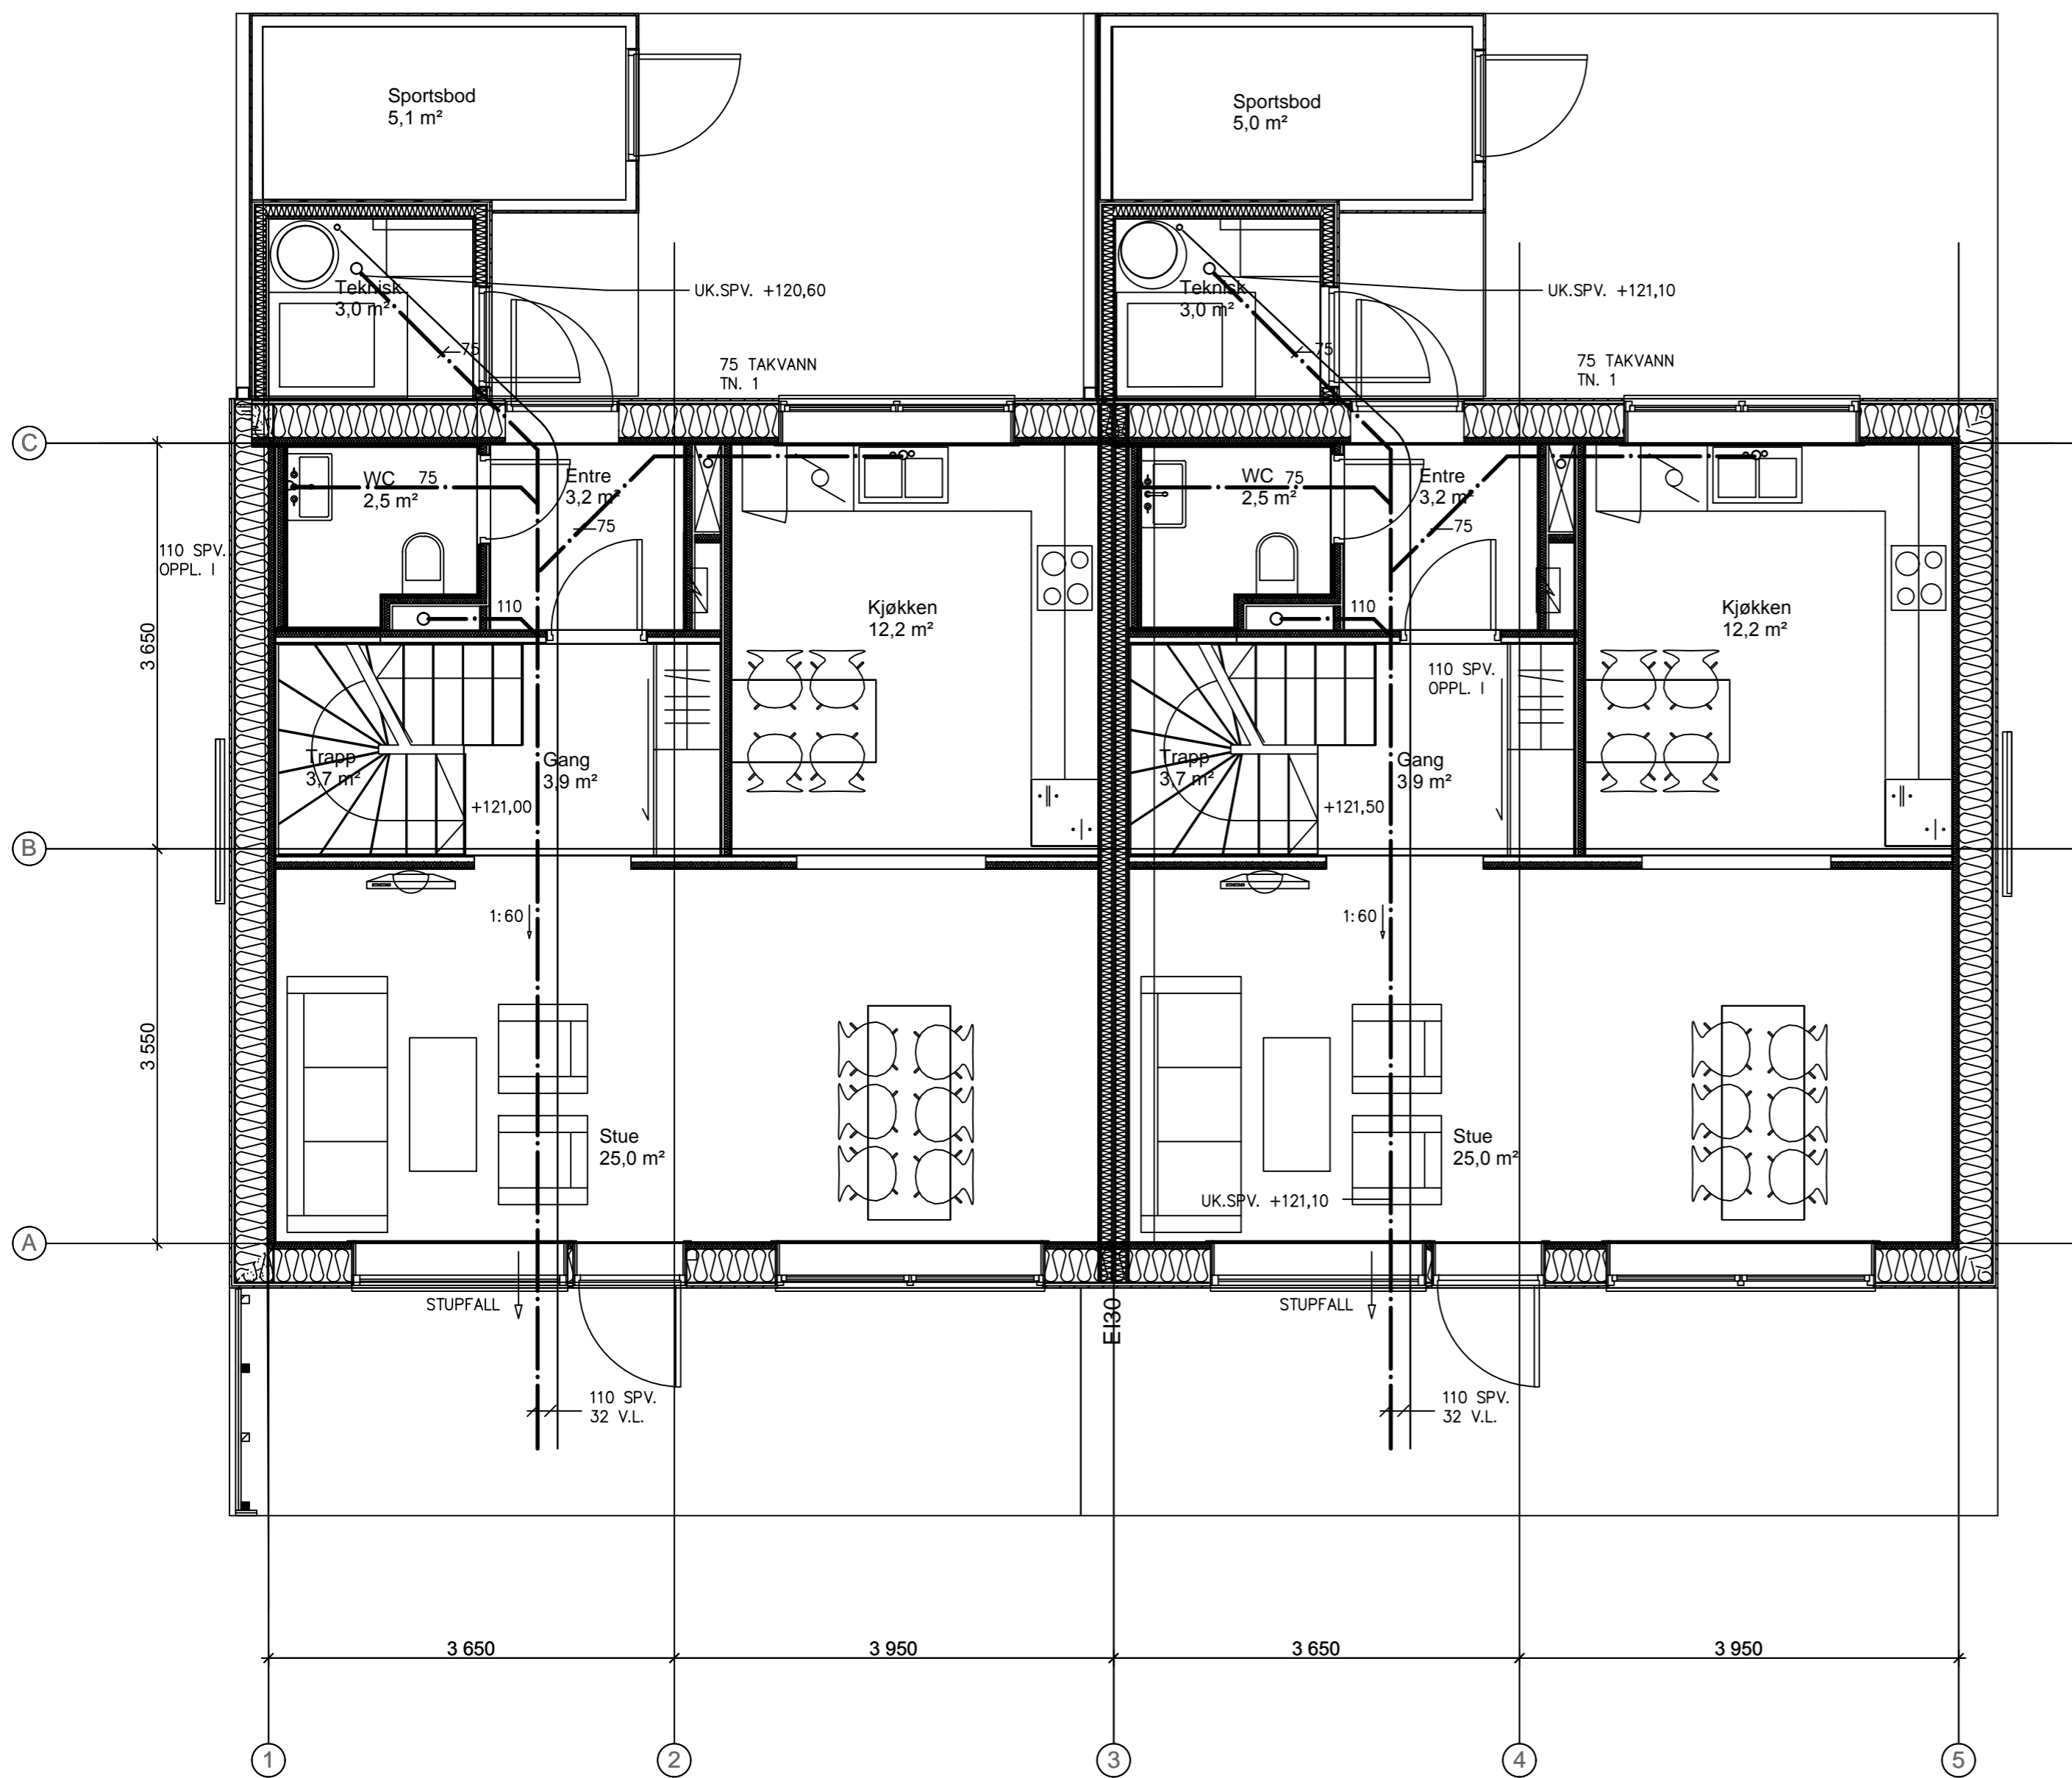 Sportsbod
5,1 m²
Sportsbod
5,0 m²
Teknisk
3,0 m²
UK.SPV. +120,60
75
75 TAKVANN
TN. 1
Teknisk
3,0 m²
UK.SPV. +121,10
75
75 TAKVANN
TN. 1
C
WC 75
2,5 m²
Entre
3,2 m²
75
110 SPV.
OPPL. I
110
Kjøkken
12,2 m²
WC 75
2,5 m²
Entre
3,2 m²
75
110
Kjøkken
12,2 m²
3 650
110 SPV.
OPPL. I
Trapp
3,7 m²
Gang
3,9 m²
+121,00
Trapp
3,7 m²
Gang
3,9 m²
+121,50
B
1:60
1:60
3 550
Stue
25,0 m²
Stue
25,0 m²
UK.SPV. +121,10
A
STUPFALL
EI30
STUPFALL
110 SPV.
32 V.L.
110 SPV.
32 V.L.
3 650
3 950
3 650
3 950
1
2
3
4
5